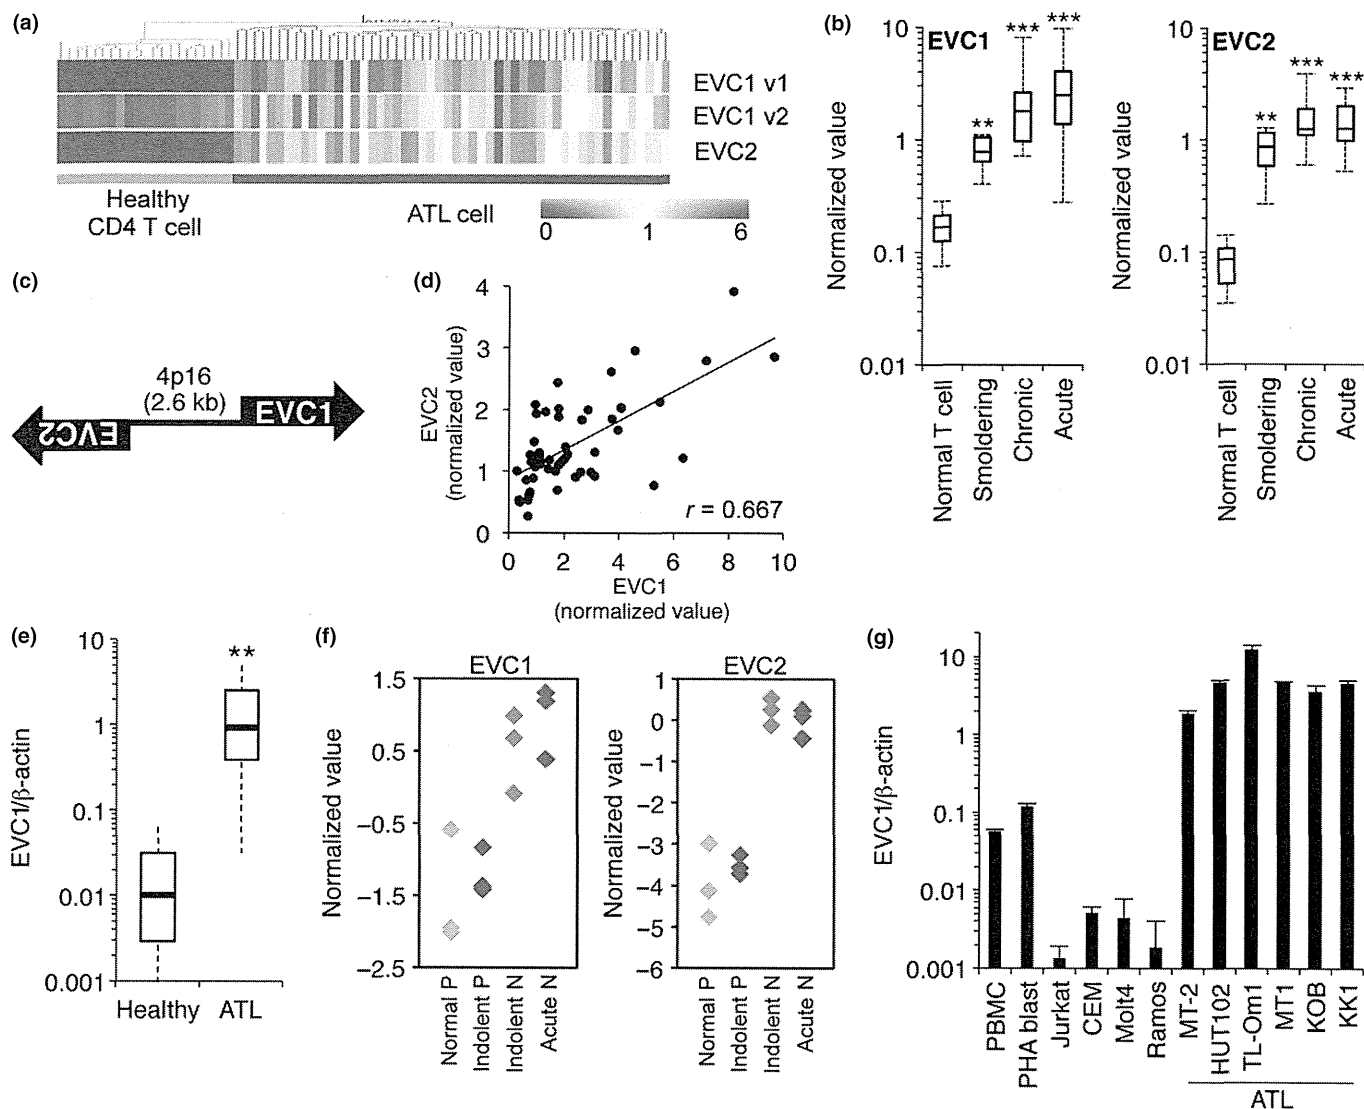 (a)
EVC1 v1
EVC1 v2
EVC2
Healthy
CD4 T cell
ATL cell
0 1 6
(b)
EVC1
Normalized value
10
1
0.1
0.01
**
***
***
Normal T cell
Smoldering
Chronic
Acute
EVC2
Normalized value
10
1
0.1
0.01
**
***
***
Normal T cell
Smoldering
Chronic
Acute
(c)
4p16
(2.6 kb)
EVC1
EVC2
(d)
EVC2
(normalized value)
4
3
2
1
0
r = 0.667
0 2 4 6 8 10
EVC1
(normalized value)
(e)
EVC1/β-actin
10
1
0.1
0.01
0.001
**
Healthy ATL
(f)
EVC1
Normalized value
1.5
0.5
−0.5
−1.5
−2.5
Normal P
Indolent P
Indolent N
Acute N
EVC2
Normalized value
1
0
−1
−2
−3
−4
−5
−6
Normal P
Indolent P
Indolent N
Acute N
(g)
EVC1/β-actin
10
1
0.1
0.01
0.001
PBMC
PHA blast
Jurkat
CEM
Molt4
Ramos
MT-2
HUT102
TL-Om1
MT1
KOB
KK1
ATL